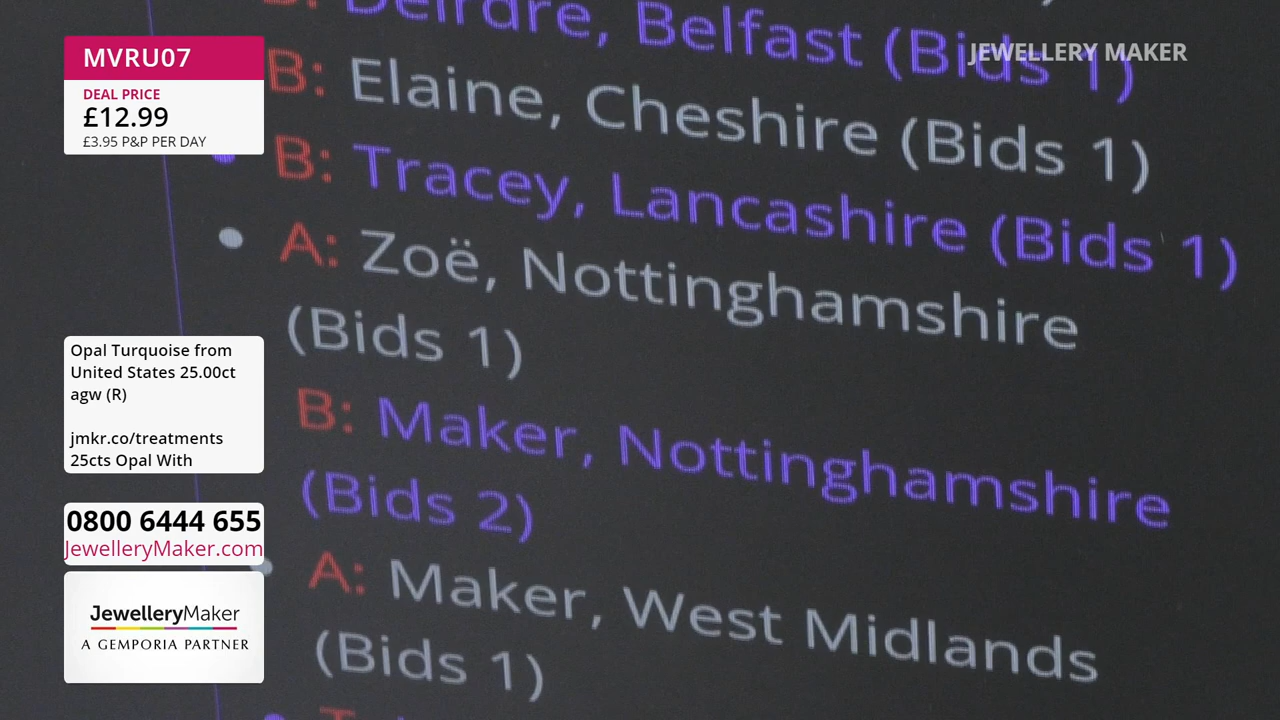 MVRU07
DEAL PRICE
£12.99
£3.95 P&P PER DAY
Opal Turquoise from
United States 25.00ct
agw (R)
jmkr.co/treatments
25cts Opal With
0800 6444 655
JewelleryMaker.com
JewelleryMaker
A GEMPORIA PARTNER
JEWELLERY MAKER
Deirdre, Belfast (Bids 1)
B: Elaine, Cheshire (Bids 1)
B: Tracey, Lancashire (Bids 1)
A: Zoë, Nottinghamshire
(Bids 1)
B: Maker, Nottinghamshire
(Bids 2)
A: Maker, West Midlands
(Bids 1)